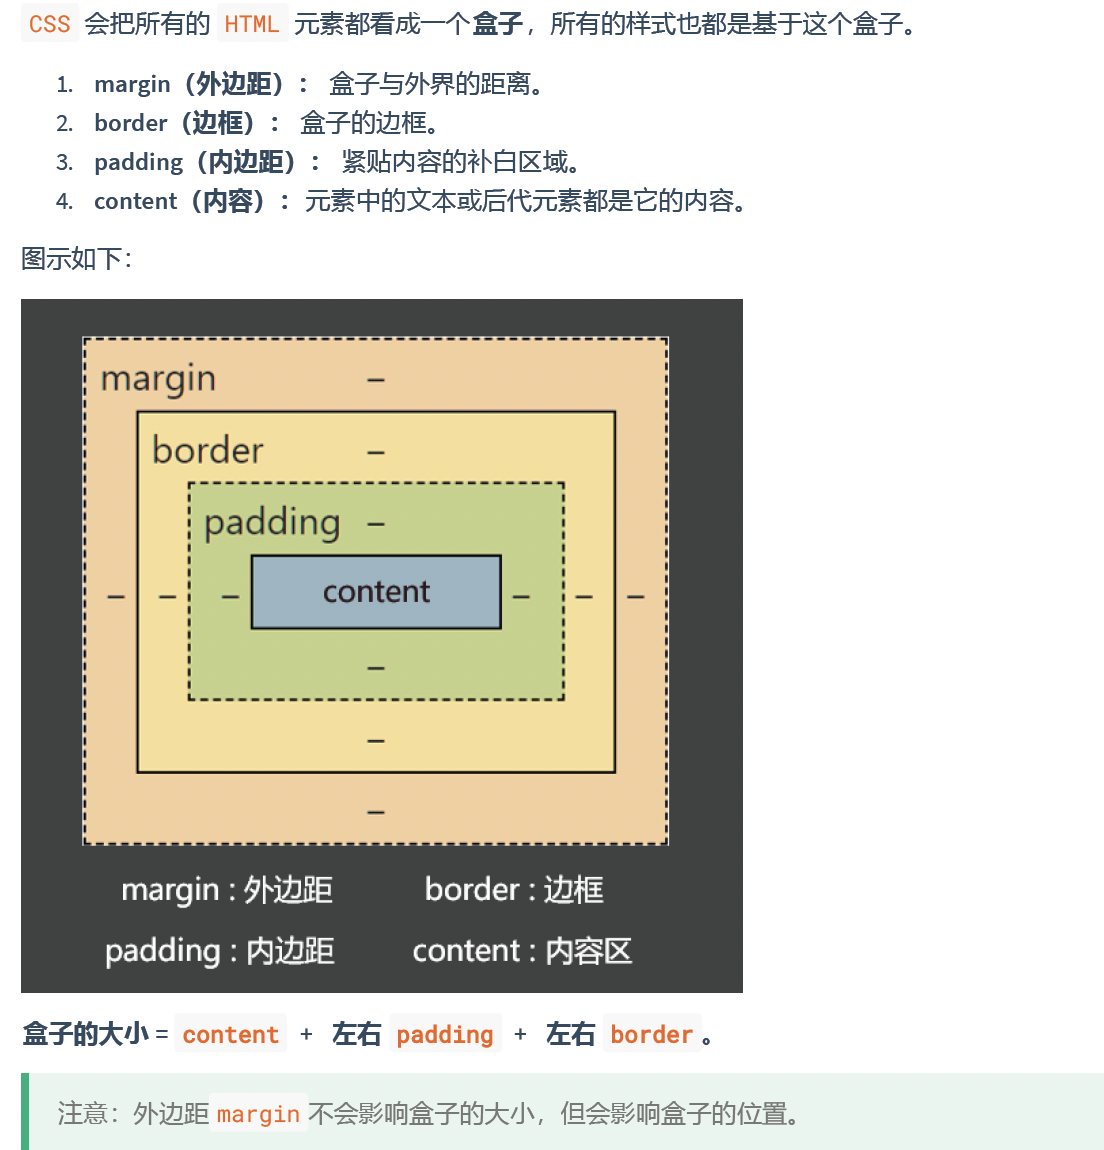 CSS 会把所有的 HTML 元素都看成一个盒子，所有的样式也都是基于这个盒子。
1. margin（外边距）： 盒子与外界的距离。
2. border（边框）： 盒子的边框。
3. padding（内边距）： 紧贴内容的补白区域。
4. content（内容）：元素中的文本或后代元素都是它的内容。
图示如下：
margin –
border –
padding –
– – – content – – –
–
–
–
margin : 外边距 border : 边框
padding : 内边距 content : 内容区
盒子的大小 = content + 左右 padding + 左右 border。
注意：外边距 margin 不会影响盒子的大小，但会影响盒子的位置。